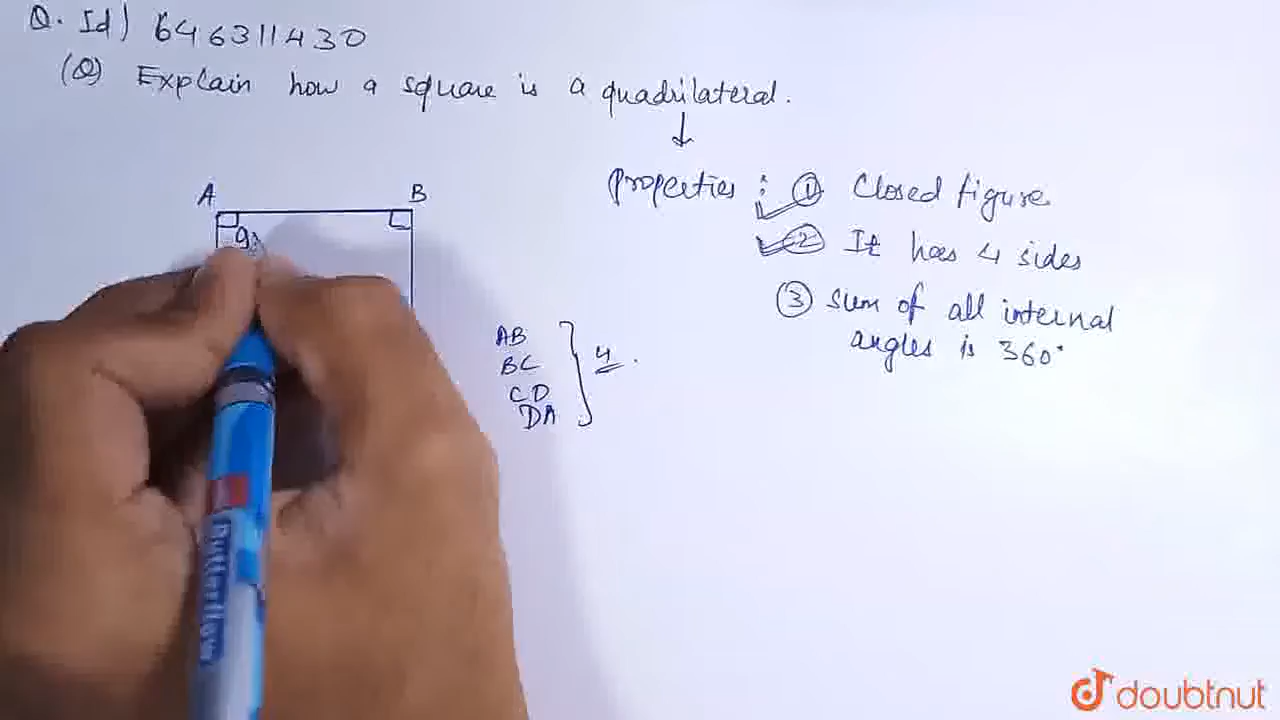 Q. Id) 646311430
(Q) Explain how a square is a quadrilateral.
↓
Properties : ① Closed figure
② It has 4 sides
③ sum of all internal
angles is 360°
A B
AB
BC
CD
DA
4
doubtnut